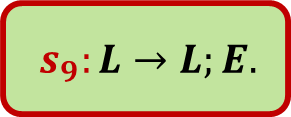 s₉: L → L; E.